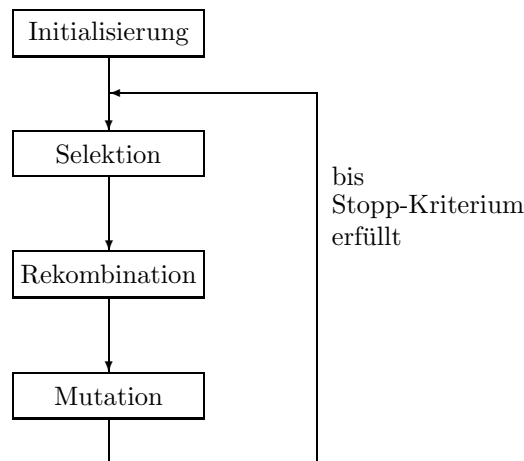 Initialisierung
Selektion
bis
Stopp-Kriterium
erfüllt
Rekombination
Mutation